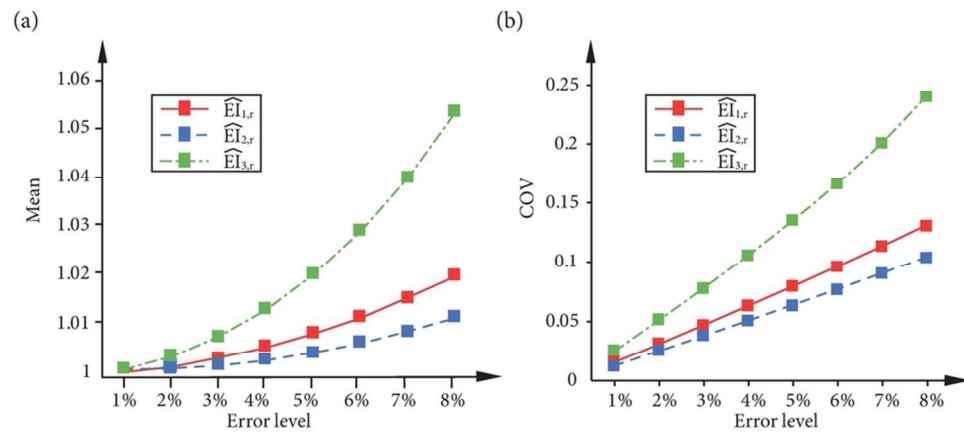 (a)
Mean
1.06
1.05
1.04
1.03
1.02
1.01
1
ÊI1,r
ÊI2,r
ÊI3,r
1% 2% 3% 4% 5% 6% 7% 8%
Error level
(b)
COV
0.25
0.2
0.15
0.1
0.05
0
ÊI1,r
ÊI2,r
ÊI3,r
1% 2% 3% 4% 5% 6% 7% 8%
Error level